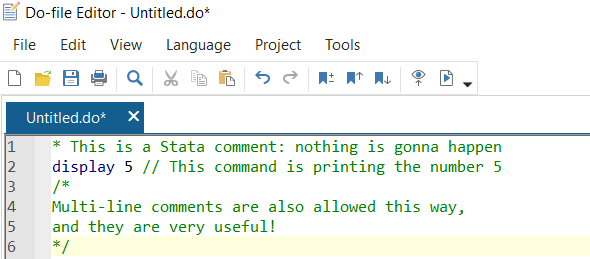 Do-file Editor - Untitled.do*
File Edit View Language Project Tools
Untitled.do* ×
1 * This is a Stata comment: nothing is gonna happen
2 display 5 // This command is printing the number 5
3 /*
4 Multi-line comments are also allowed this way,
5 and they are very useful!
6 */